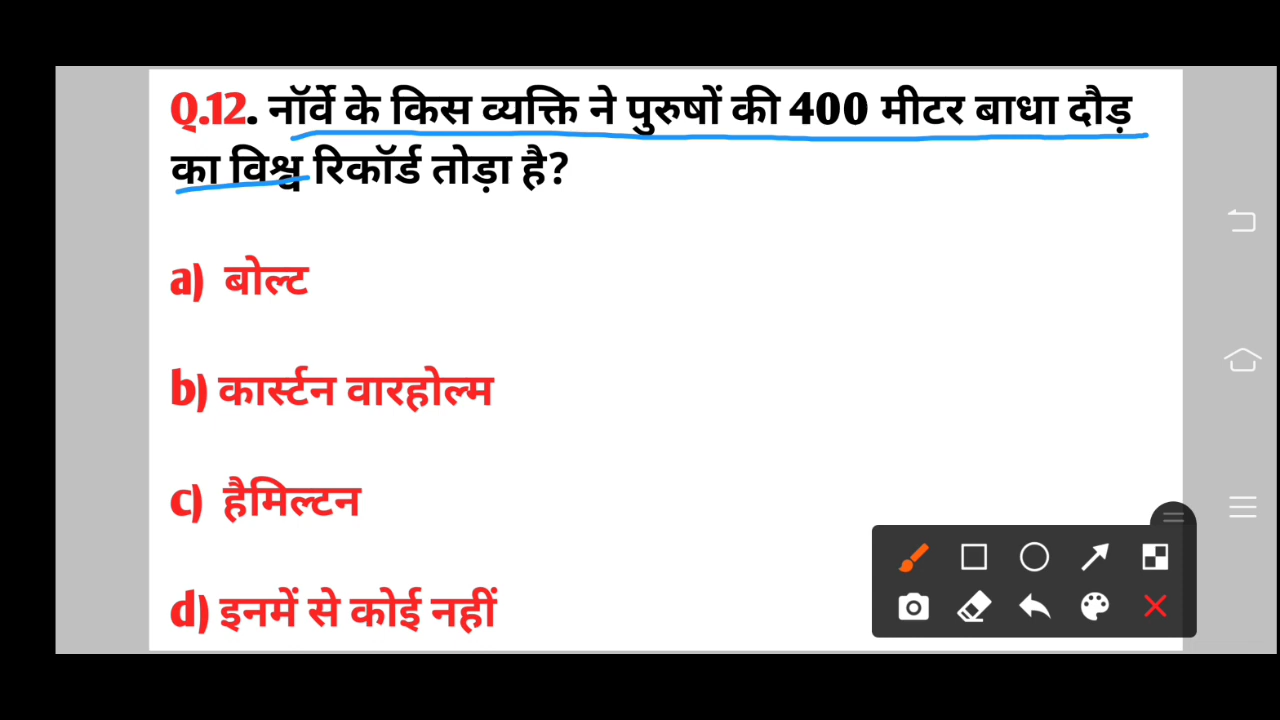 Q.12. नॉर्वे के किस व्यक्ति ने पुरुषों की 400 मीटर बाधा दौड़
का विश्व रिकॉर्ड तोड़ा है?
a) बोल्ट
b) कार्स्टन वारहोल्म
c) हैमिल्टन
d) इनमें से कोई नहीं